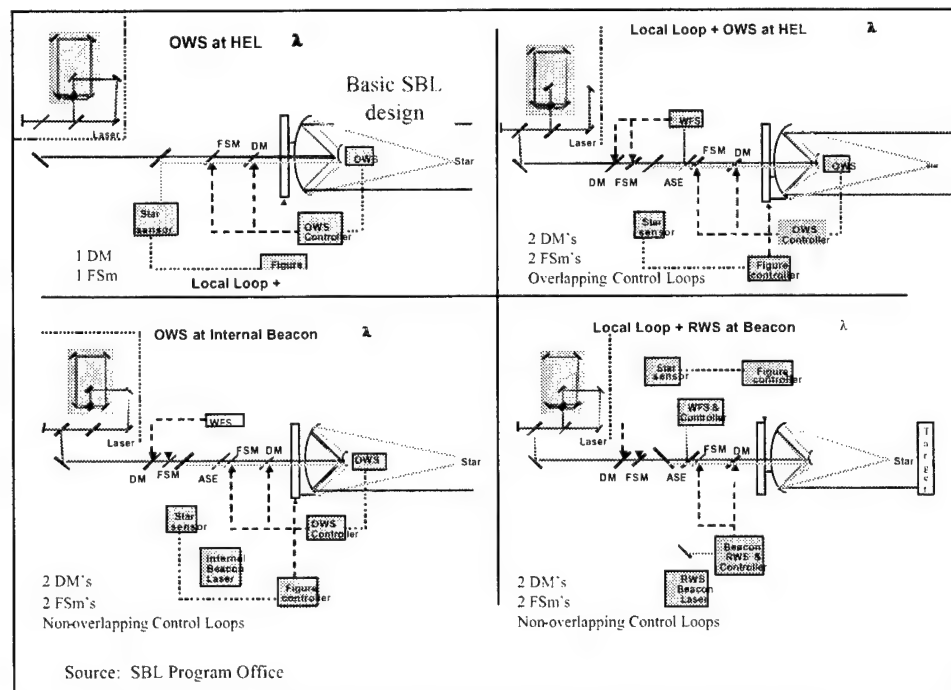 OWS at HEL λ
Basic SBL
design
Laser
FSM
DM
OWS
Star
Star
sensor
OWS
Controller
Figure
1 DM
1 FSm
Local Loop +
Local Loop + OWS at HEL λ
Laser
WFS
FSM
DM
DM
FSM
ASE
OWS
Star
Star
sensor
OWS
Controller
Figure
controller
2 DM's
2 FSm's
Overlapping Control Loops
OWS at Internal Beacon λ
Laser
WFS
FSM
DM
DM
FSM
ASE
OWS
Star
Star
sensor
OWS
Controller
Internal
Beacon
Laser
Figure
controller
2 DM's
2 FSm's
Non-overlapping Control Loops
Local Loop + RWS at Beacon λ
Star
sensor
Figure
controller
WFS &
Controller
Laser
FSM
DM
DM
FSM
ASE
Star
Target
Beacon
RWS &
Controller
RWS
Beacon
Laser
2 DM's
2 FSm's
Non-overlapping Control Loops
Source: SBL Program Office